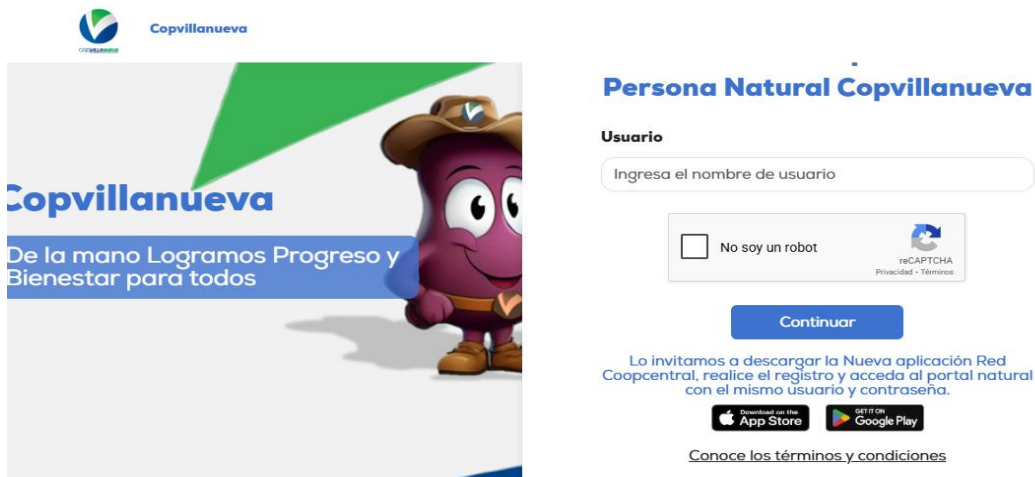 Copvillanueva
COPVILLANUEVA
Copvillanueva
De la mano Logramos Progreso y
Bienestar para todos
Persona Natural Copvillanueva
Usuario
Ingresa el nombre de usuario
No soy un robot
reCAPTCHA
Privacidad - Términos
Continuar
Lo invitamos a descargar la Nueva aplicación Red
Coopcentral, realice el registro y acceda al portal natural
con el mismo usuario y contraseña.
Download on the
App Store
GET IT ON
Google Play
Conoce los términos y condiciones